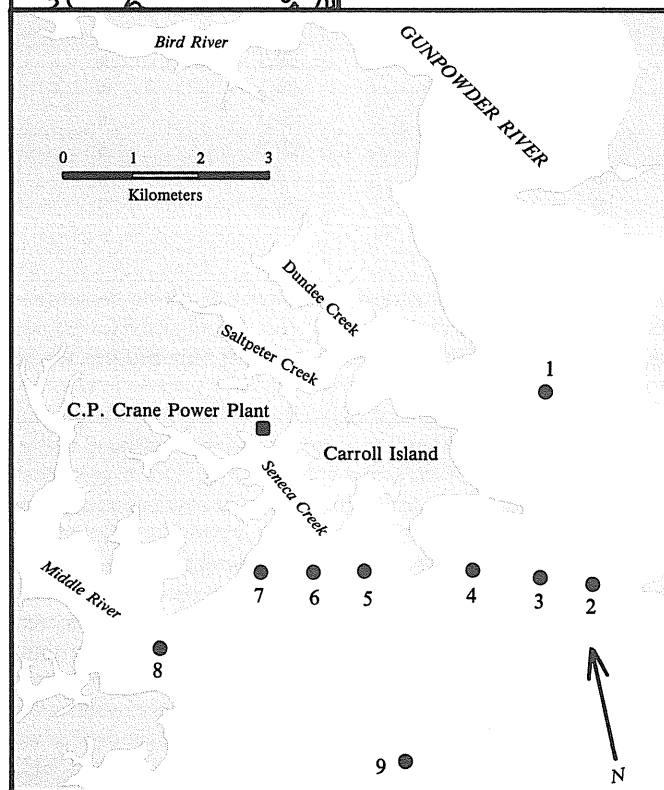 Bird River
GUNPOWDER RIVER
0 1 2 3
Kilometers
Dundee Creek
Saltpeter Creek
1
C.P. Crane Power Plant
Carroll Island
Seneca Creek
Middle River
7 6 5 4 3 2
8
9
N